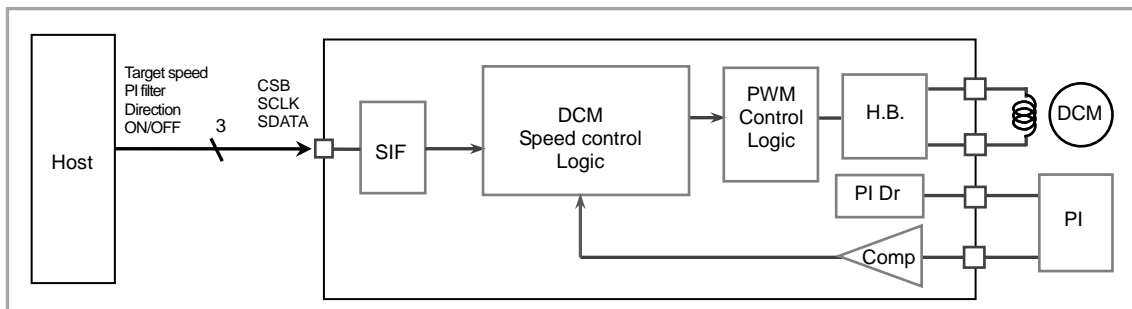 Host
Target speed
PI filter
Direction
ON/OFF
3
CSB
SCLK
SDATA
SIF
DCM
Speed control
Logic
PWM
Control
Logic
H.B.
DCM
PI Dr
PI
Comp